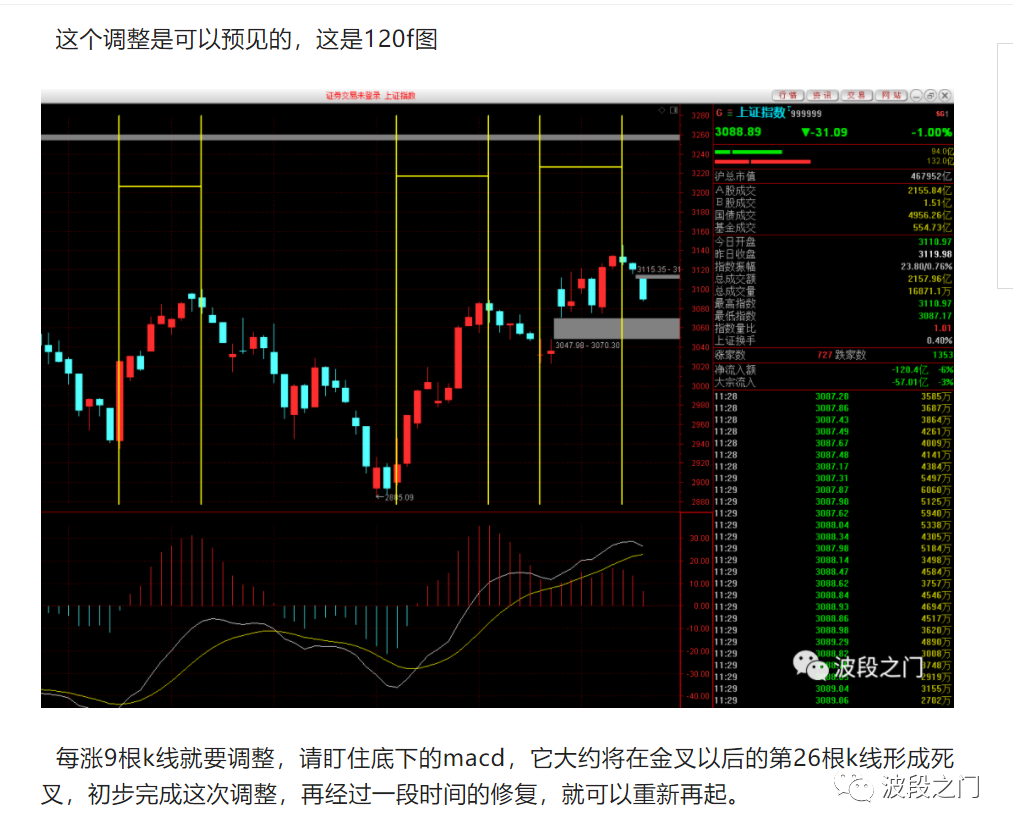 这个调整是可以预见的，这是120f图
证券交易未登录 上证指数
行情 资讯 交易 网站
G 上证指数 999999
3088.89 ▼-31.09 -1.00%
94.0亿
132.0亿
沪总市值 467952亿
A股成交 2155.84亿
B股成交 1.51亿
国债成交 4956.26亿
基金成交 554.73亿
今日开盘 3110.97
昨日收盘 3119.98
指数振幅 23.80/0.76%
总成交额 2157.96亿
总成交量 16871.1万
最高指数 3110.97
最低指数 3087.17
指数量比 1.01
上证换手 0.40%
涨家数 727 跌家数 1353
净流入额 -120.4亿 -6%
大宗流入 -57.01亿 -3%
3280
3260
3240
3220
3200
3180
3160
3140
3120
3100
3080
3060
3040
3020
3000
2980
2960
2940
2920
2900
2880
3115.35 - 31
3047.98 - 3070.30
←2885.09
30.00
20.00
10.00
0.00
-10.00
-20.00
-30.00
-40.00
11:28 3087.20 3585万
11:28 3087.86 3687万
11:28 3087.43 3864万
11:28 3087.49 4261万
11:28 3087.67 4009万
11:28 3087.48 4141万
11:28 3087.17 4384万
11:29 3087.31 5497万
11:29 3087.87 6060万
11:29 3087.90 5125万
11:29 3087.62 5940万
11:29 3088.04 5330万
11:29 3088.34 4305万
11:29 3087.98 5184万
11:29 3088.14 3498万
11:29 3088.47 4584万
11:29 3088.62 3757万
11:29 3088.84 4546万
11:29 3088.93 4694万
11:29 3088.86 4517万
11:29 3088.98 3620万
11:29 3089.29 4890万
11:29 3008万
11:29 3748万
11:29 2919万
11:29 3089.04 3155万
11:29 3089.06 2702万
波段之门
每涨9根k线就要调整，请盯住底下的macd，它大约将在金叉以后的第26根k线形成死
叉，初步完成这次调整，再经过一段时间的修复，就可以重新再起。
波段之门